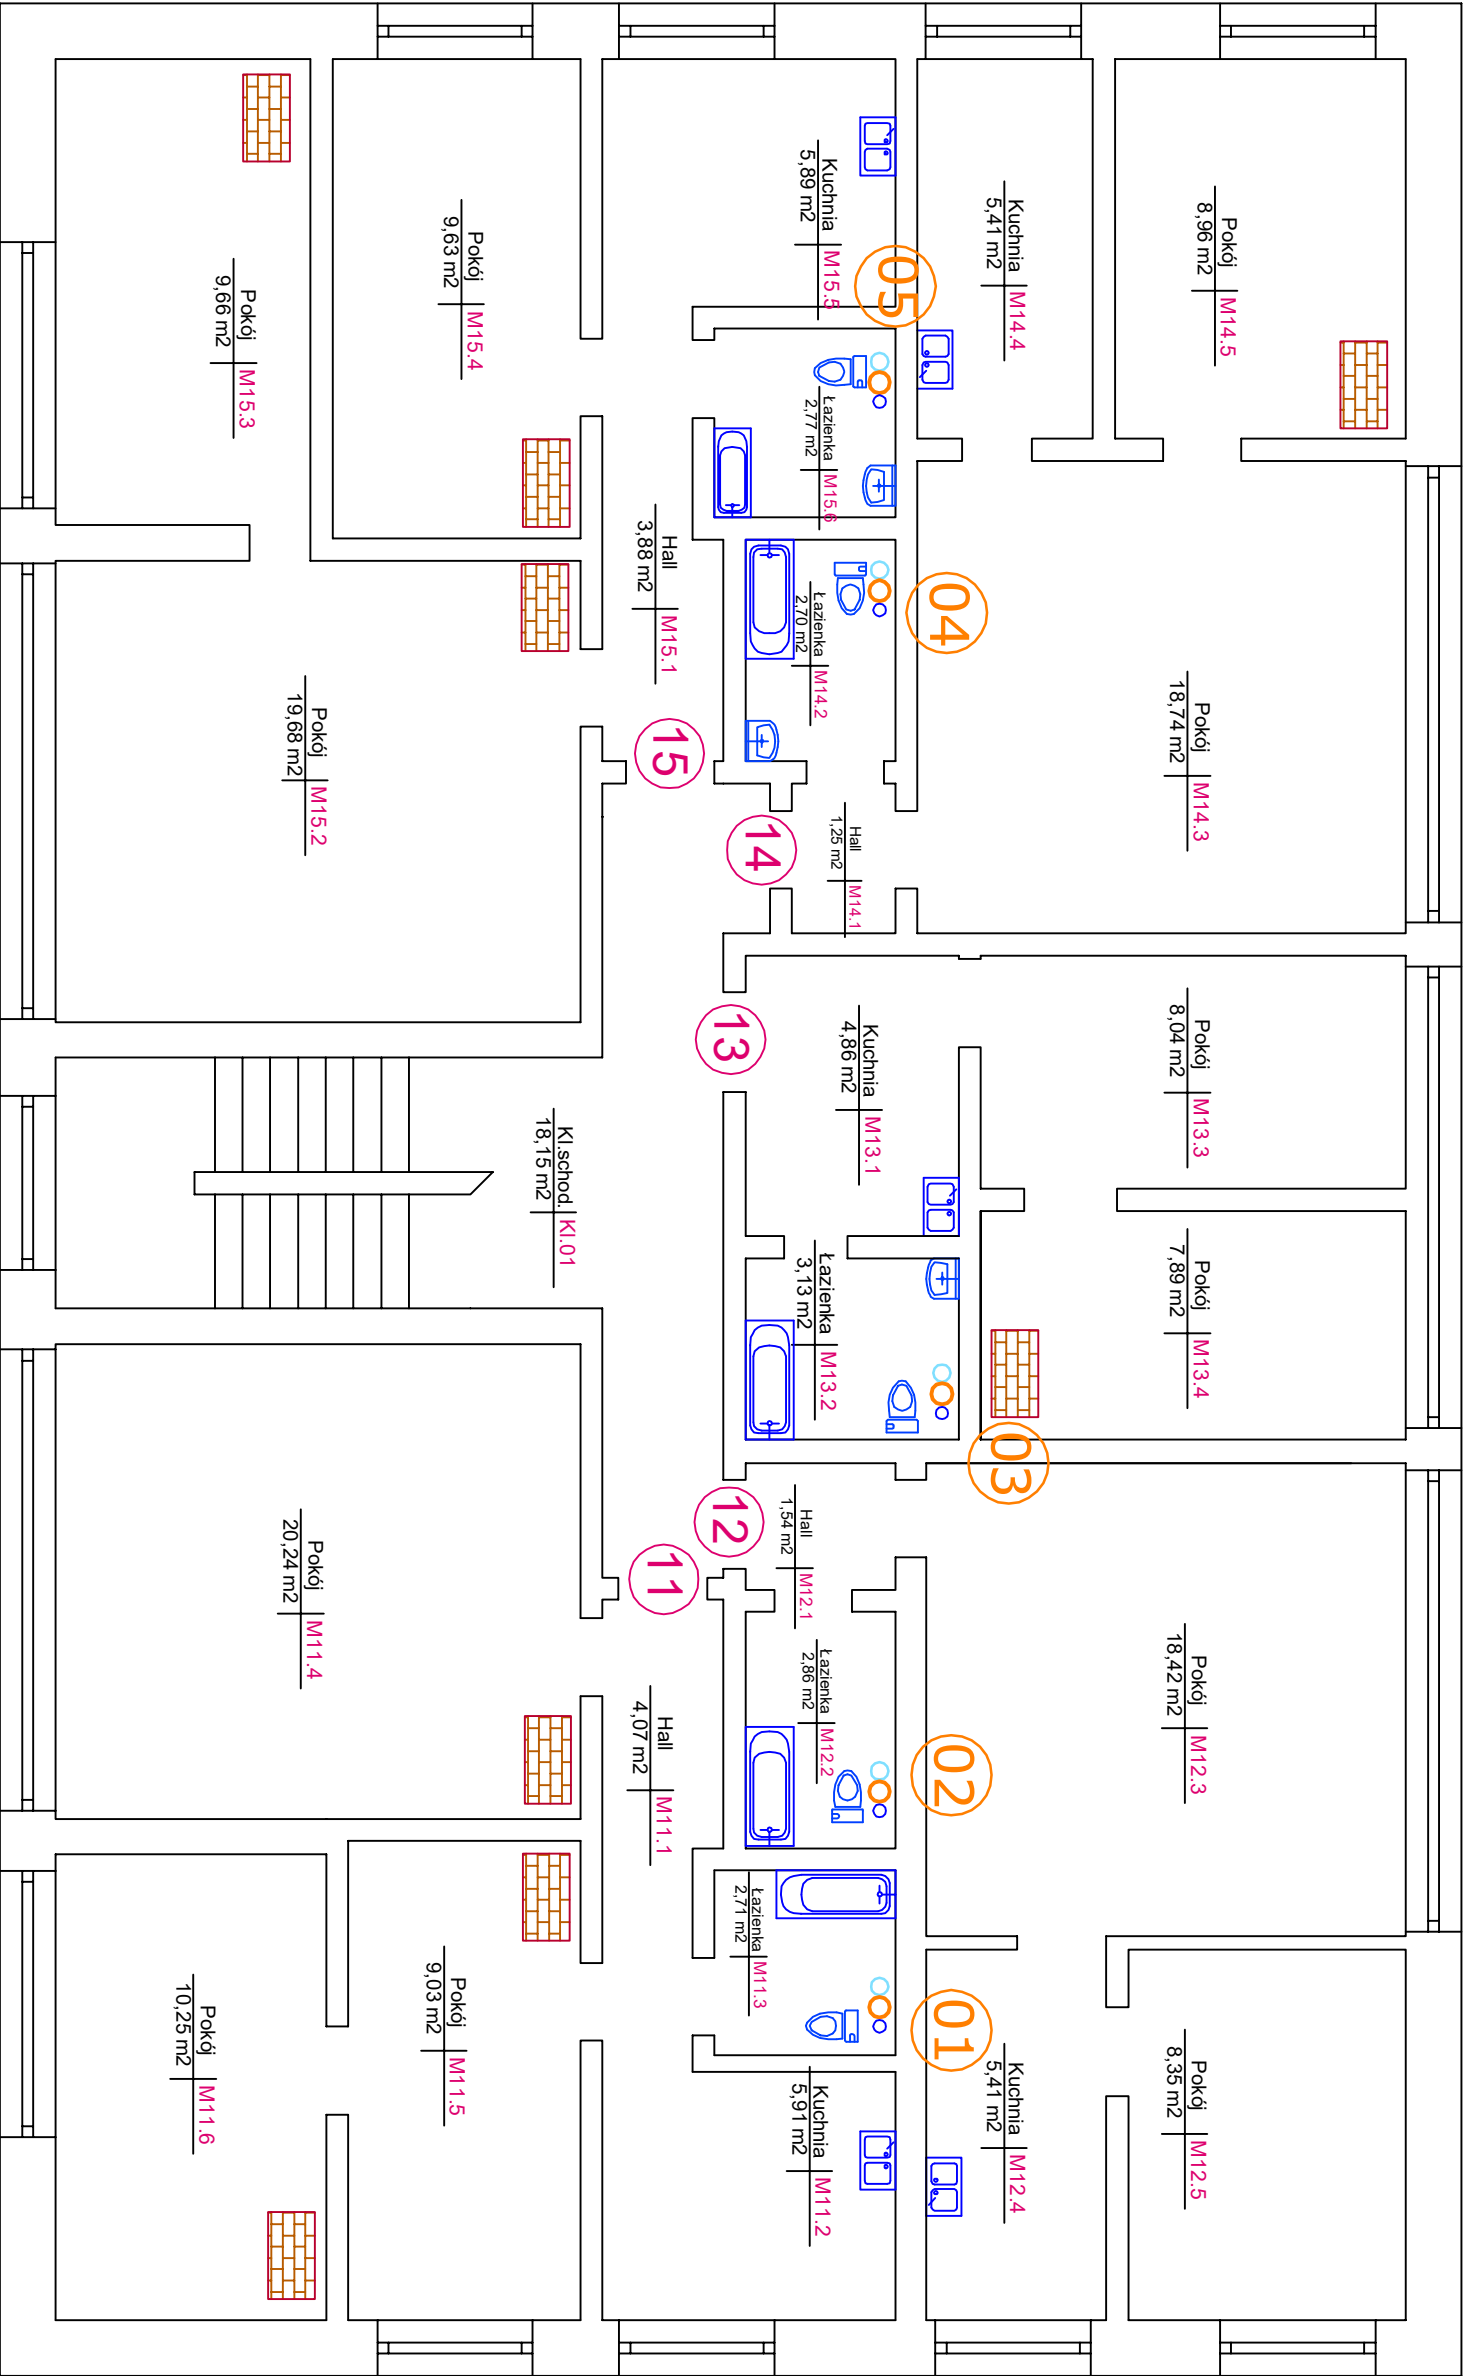 Pokój
8,96 m2
M14.5
Kuchnia
5,41 m2
M14.4
05
Kuchnia
5,89 m2
M15.5
Pokój
9,63 m2
M15.4
Pokój
9,66 m2
M15.3
Łazienka
2,77 m2
M15.6
Hall
3,88 m2
M15.1
04
Łazienka
2,70 m2
M14.2
Pokój
18,74 m2
M14.3
Pokój
19,68 m2
M15.2
15
14
Hall
1,25 m2
M14.1
13
Kuchnia
4,86 m2
M13.1
Pokój
8,04 m2
M13.3
Kl.schod.
18,15 m2
Kl.01
Pokój
7,89 m2
M13.4
Łazienka
3,13 m2
M13.2
03
12
11
Hall
1,54 m2
M12.1
Pokój
20,24 m2
M11.4
Pokój
18,42 m2
M12.3
Łazienka
2,86 m2
M12.2
02
Hall
4,07 m2
M11.1
Łazienka
2,71 m2
M11.3
01
Pokój
9,03 m2
M11.5
Pokój
10,25 m2
M11.6
Kuchnia
5,91 m2
M11.2
Kuchnia
5,41 m2
M12.4
Pokój
8,35 m2
M12.5